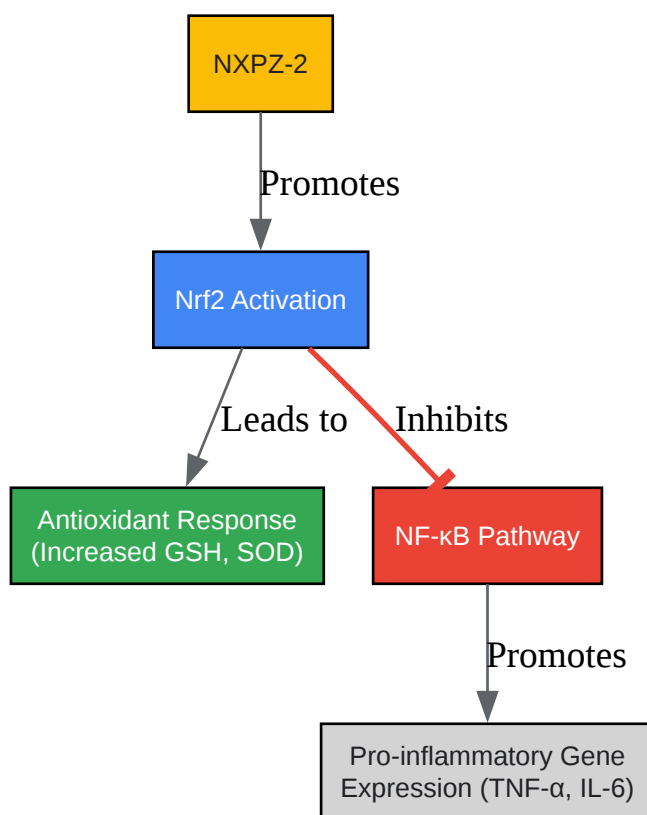 NXPZ-2
Promotes
Nrf2 Activation
Leads to
Inhibits
Antioxidant Response
(Increased GSH, SOD)
NF-κB Pathway
Promotes
Pro-inflammatory Gene
Expression (TNF-α, IL-6)